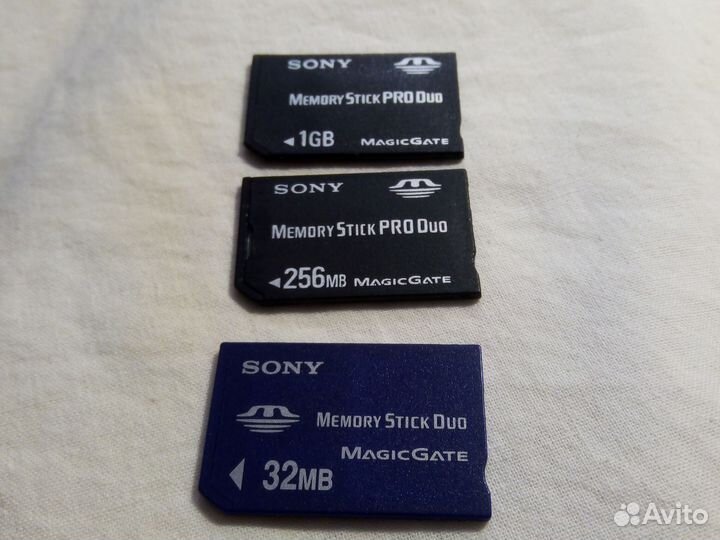 SONY
MEMORY STICK PRO DUO
◄1GB MAGICGATE
SONY
MEMORY STICK PRO DUO
◄256MB MAGICGATE
SONY
MEMORY STICK DUO
MAGICGATE
◄ 32MB
Avito